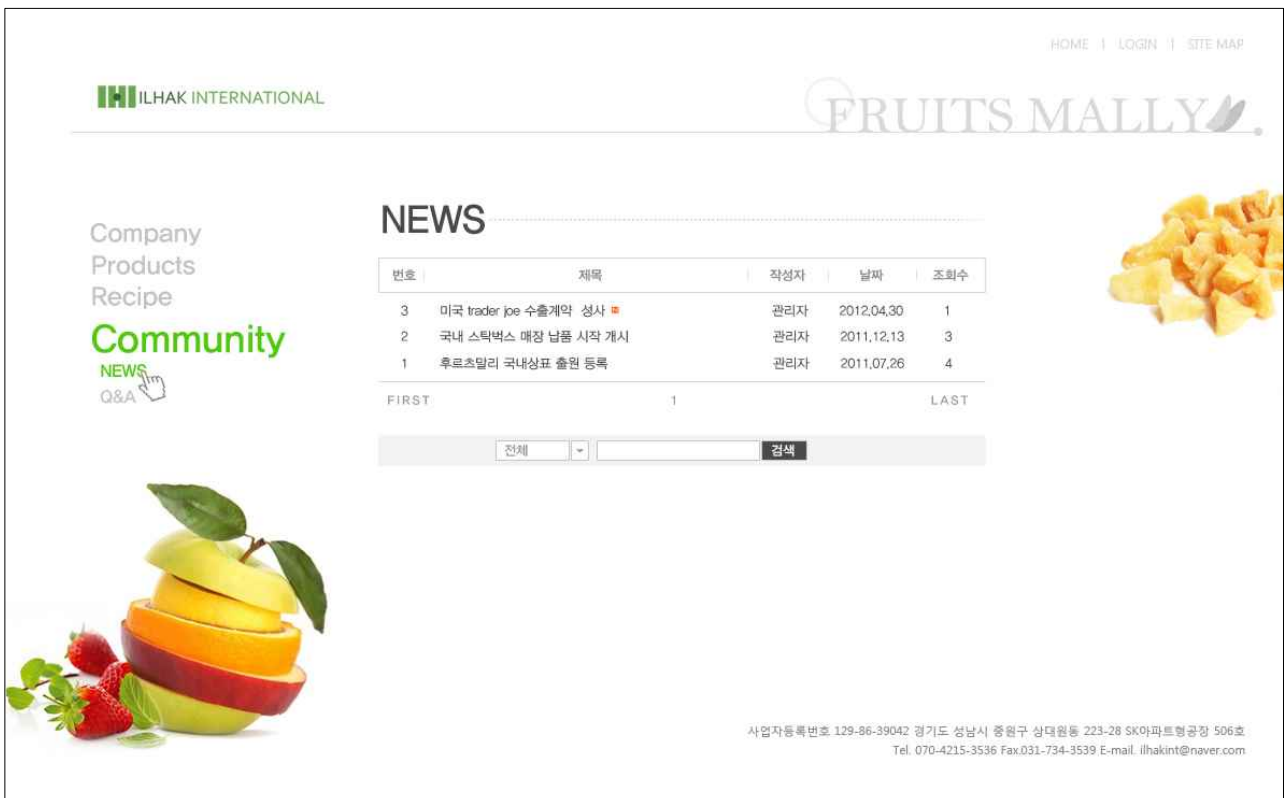 HOME | LOGIN | SITE MAP
ILHAK INTERNATIONAL
FRUITS MALLY
Company
Products
Recipe
Community
NEWS
Q&A
NEWS
번호 제목 작성자 날짜 조회수
3 미국 trader joe 수출계약 성사 관리자 2012.04.30 1
2 국내 스탁벅스 매장 납품 시작 개시 관리자 2011.12.13 3
1 후르츠말리 국내상표 출원 등록 관리자 2011.07.26 4
FIRST 1 LAST
전체 검색
사업자등록번호 129-86-39042 경기도 성남시 중원구 상대원동 223-28 SK아파트형공장 506호
Tel. 070-4215-3536 Fax.031-734-3539 E-mail. ilhakint@naver.com